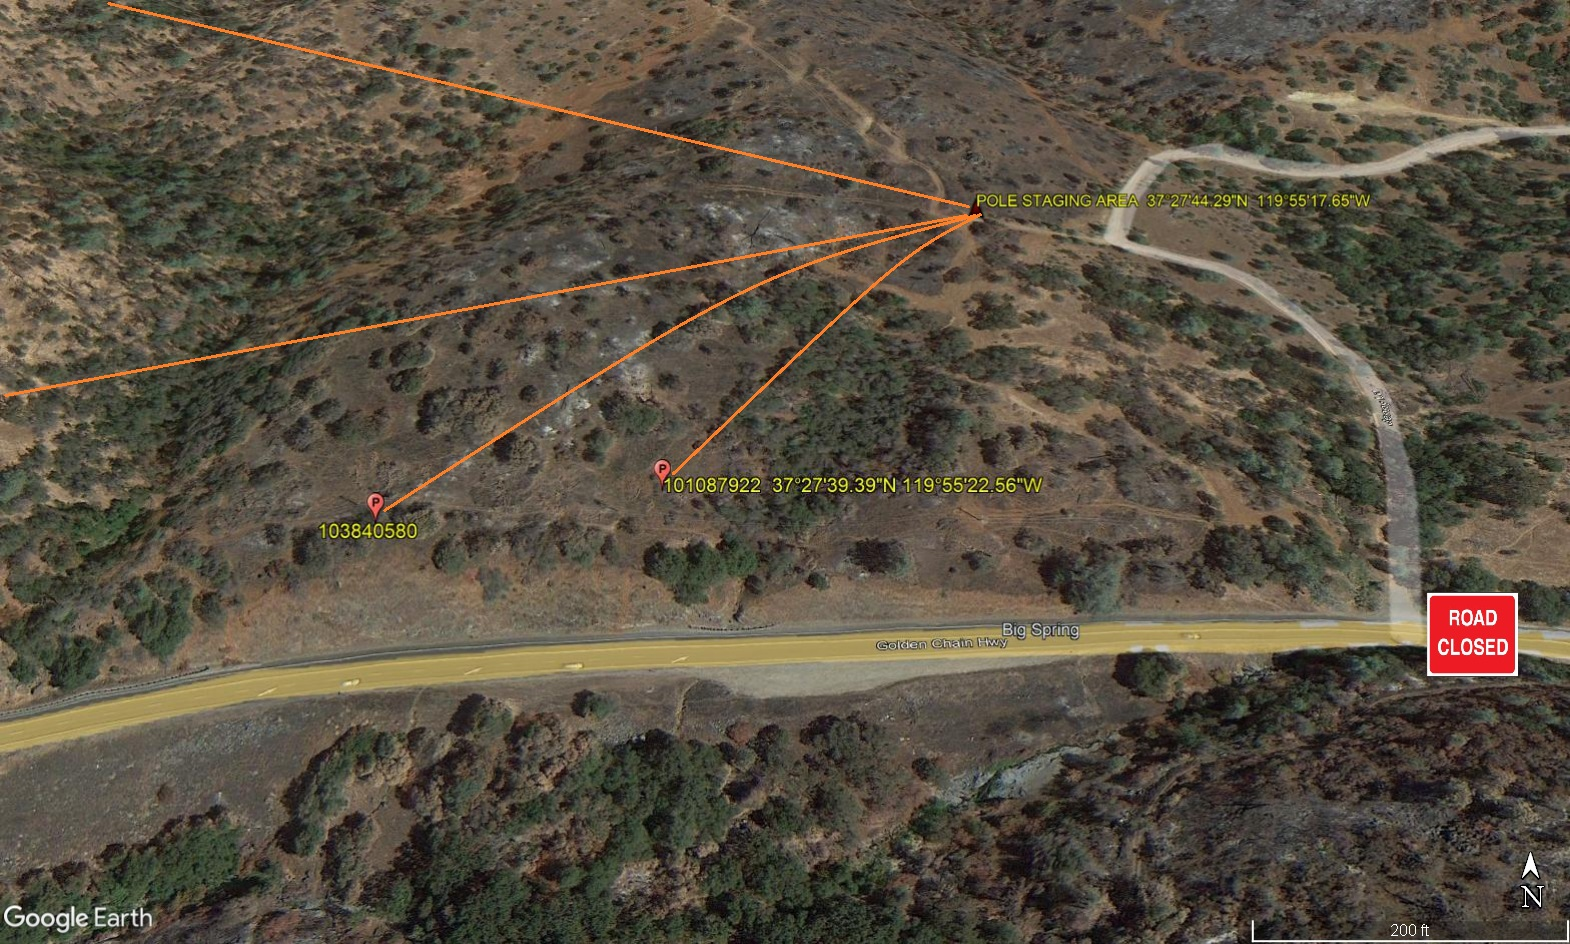 POLE STAGING AREA 37°27'44.29"N 119°55'17.65"W
P
101087922 37°27'39.39"N 119°55'22.56"W
P
103840580
Big Spring
Golden Chain Hwy
ROAD
CLOSED
N
Google Earth
200 ft